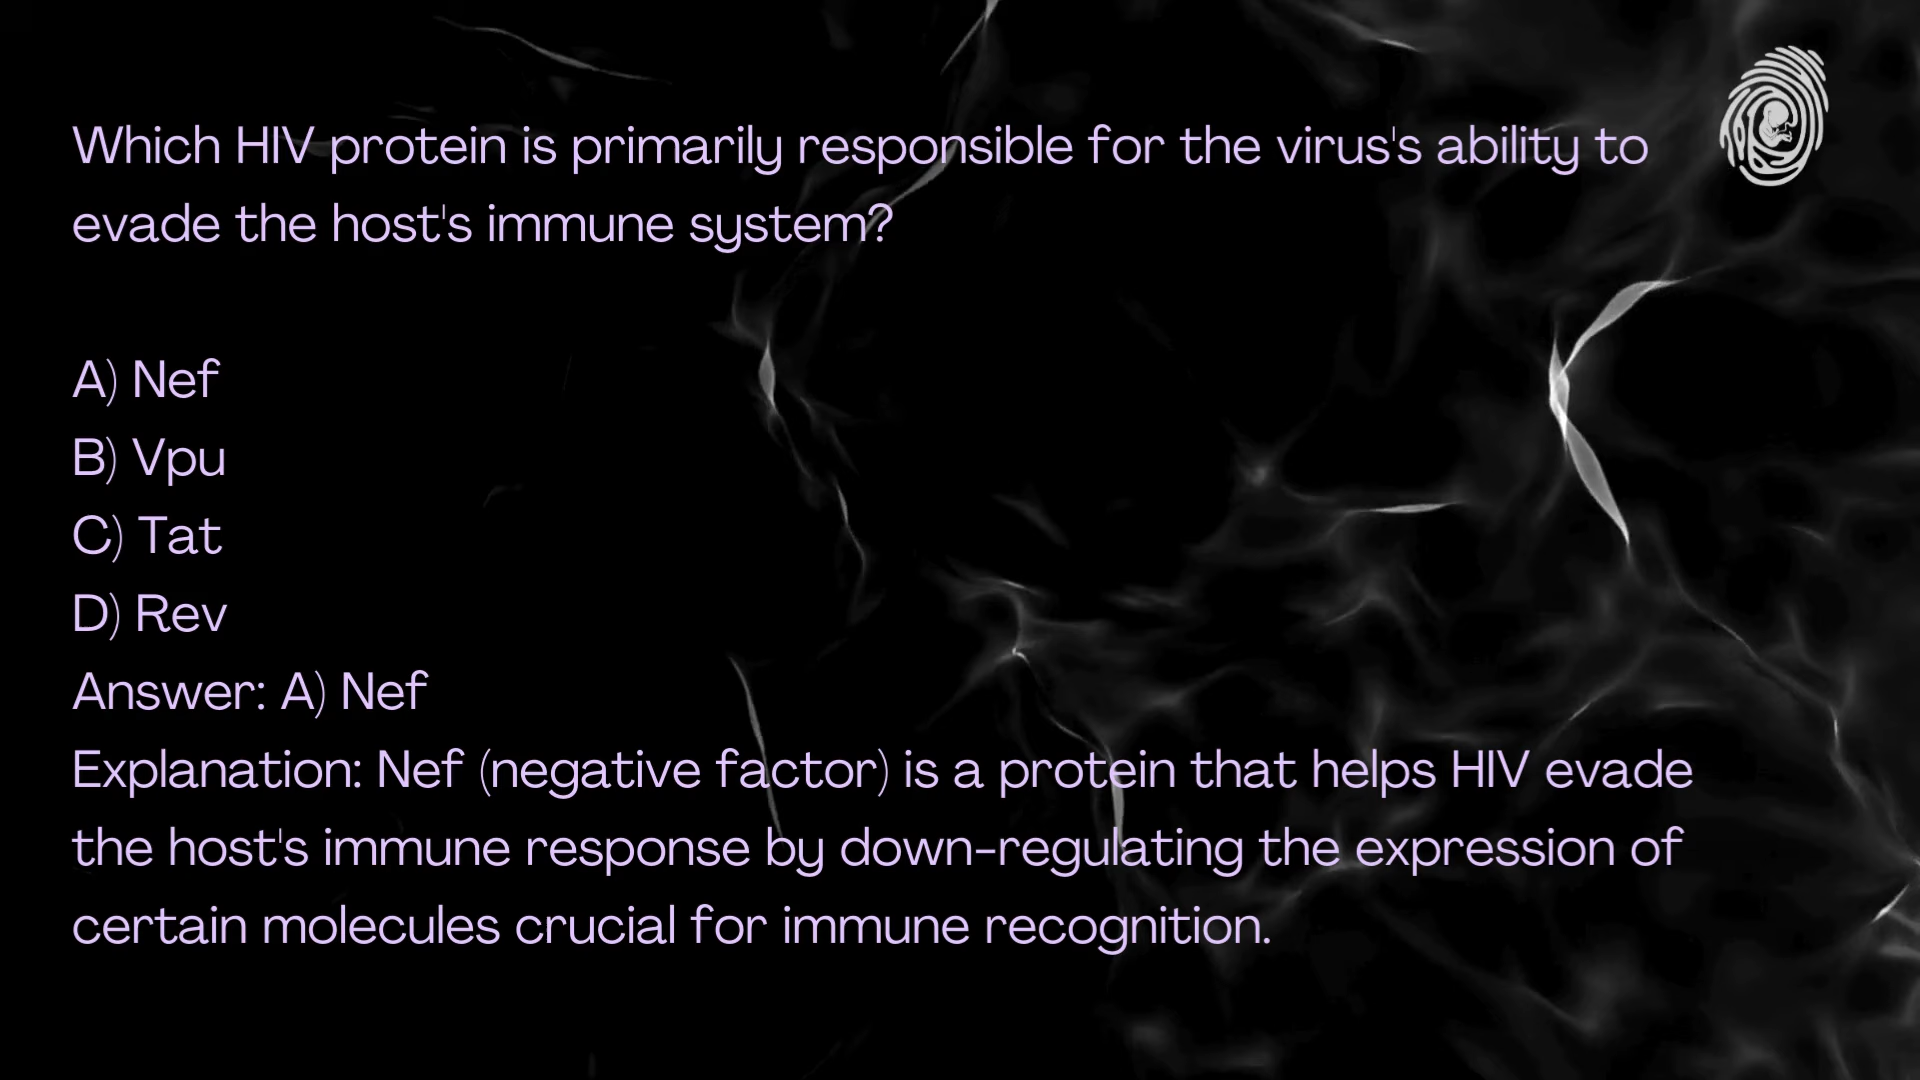 Which HIV protein is primarily responsible for the virus's ability to
evade the host's immune system?
A) Nef
B) Vpu
C) Tat
D) Rev
Answer: A) Nef
Explanation: Nef (negative factor) is a protein that helps HIV evade
the host's immune response by down-regulating the expression of
certain molecules crucial for immune recognition.